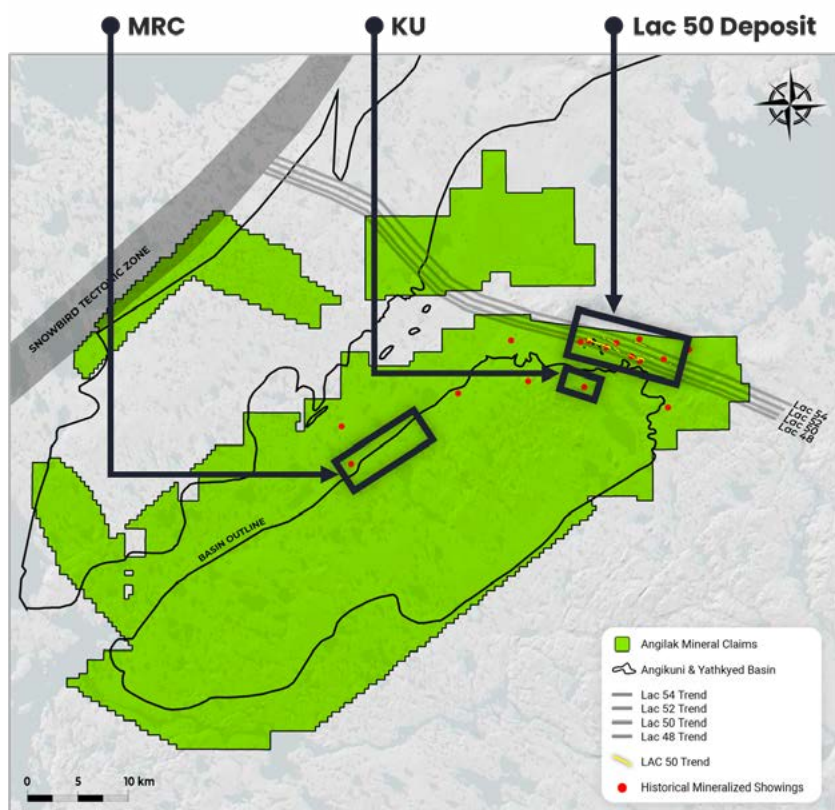 MRC
KU
Lac 50 Deposit
SNOWBIRD TECTONIC ZONE
Lac 54
Lac 52
Lac 50
Lac 48
BASIN OUTLINE
Angilak Mineral Claims
Angikuni & Yathkyed Basin
Lac 54 Trend
Lac 52 Trend
Lac 50 Trend
Lac 48 Trend
LAC 50 Trend
Historical Mineralized Showings
0 5 10 km